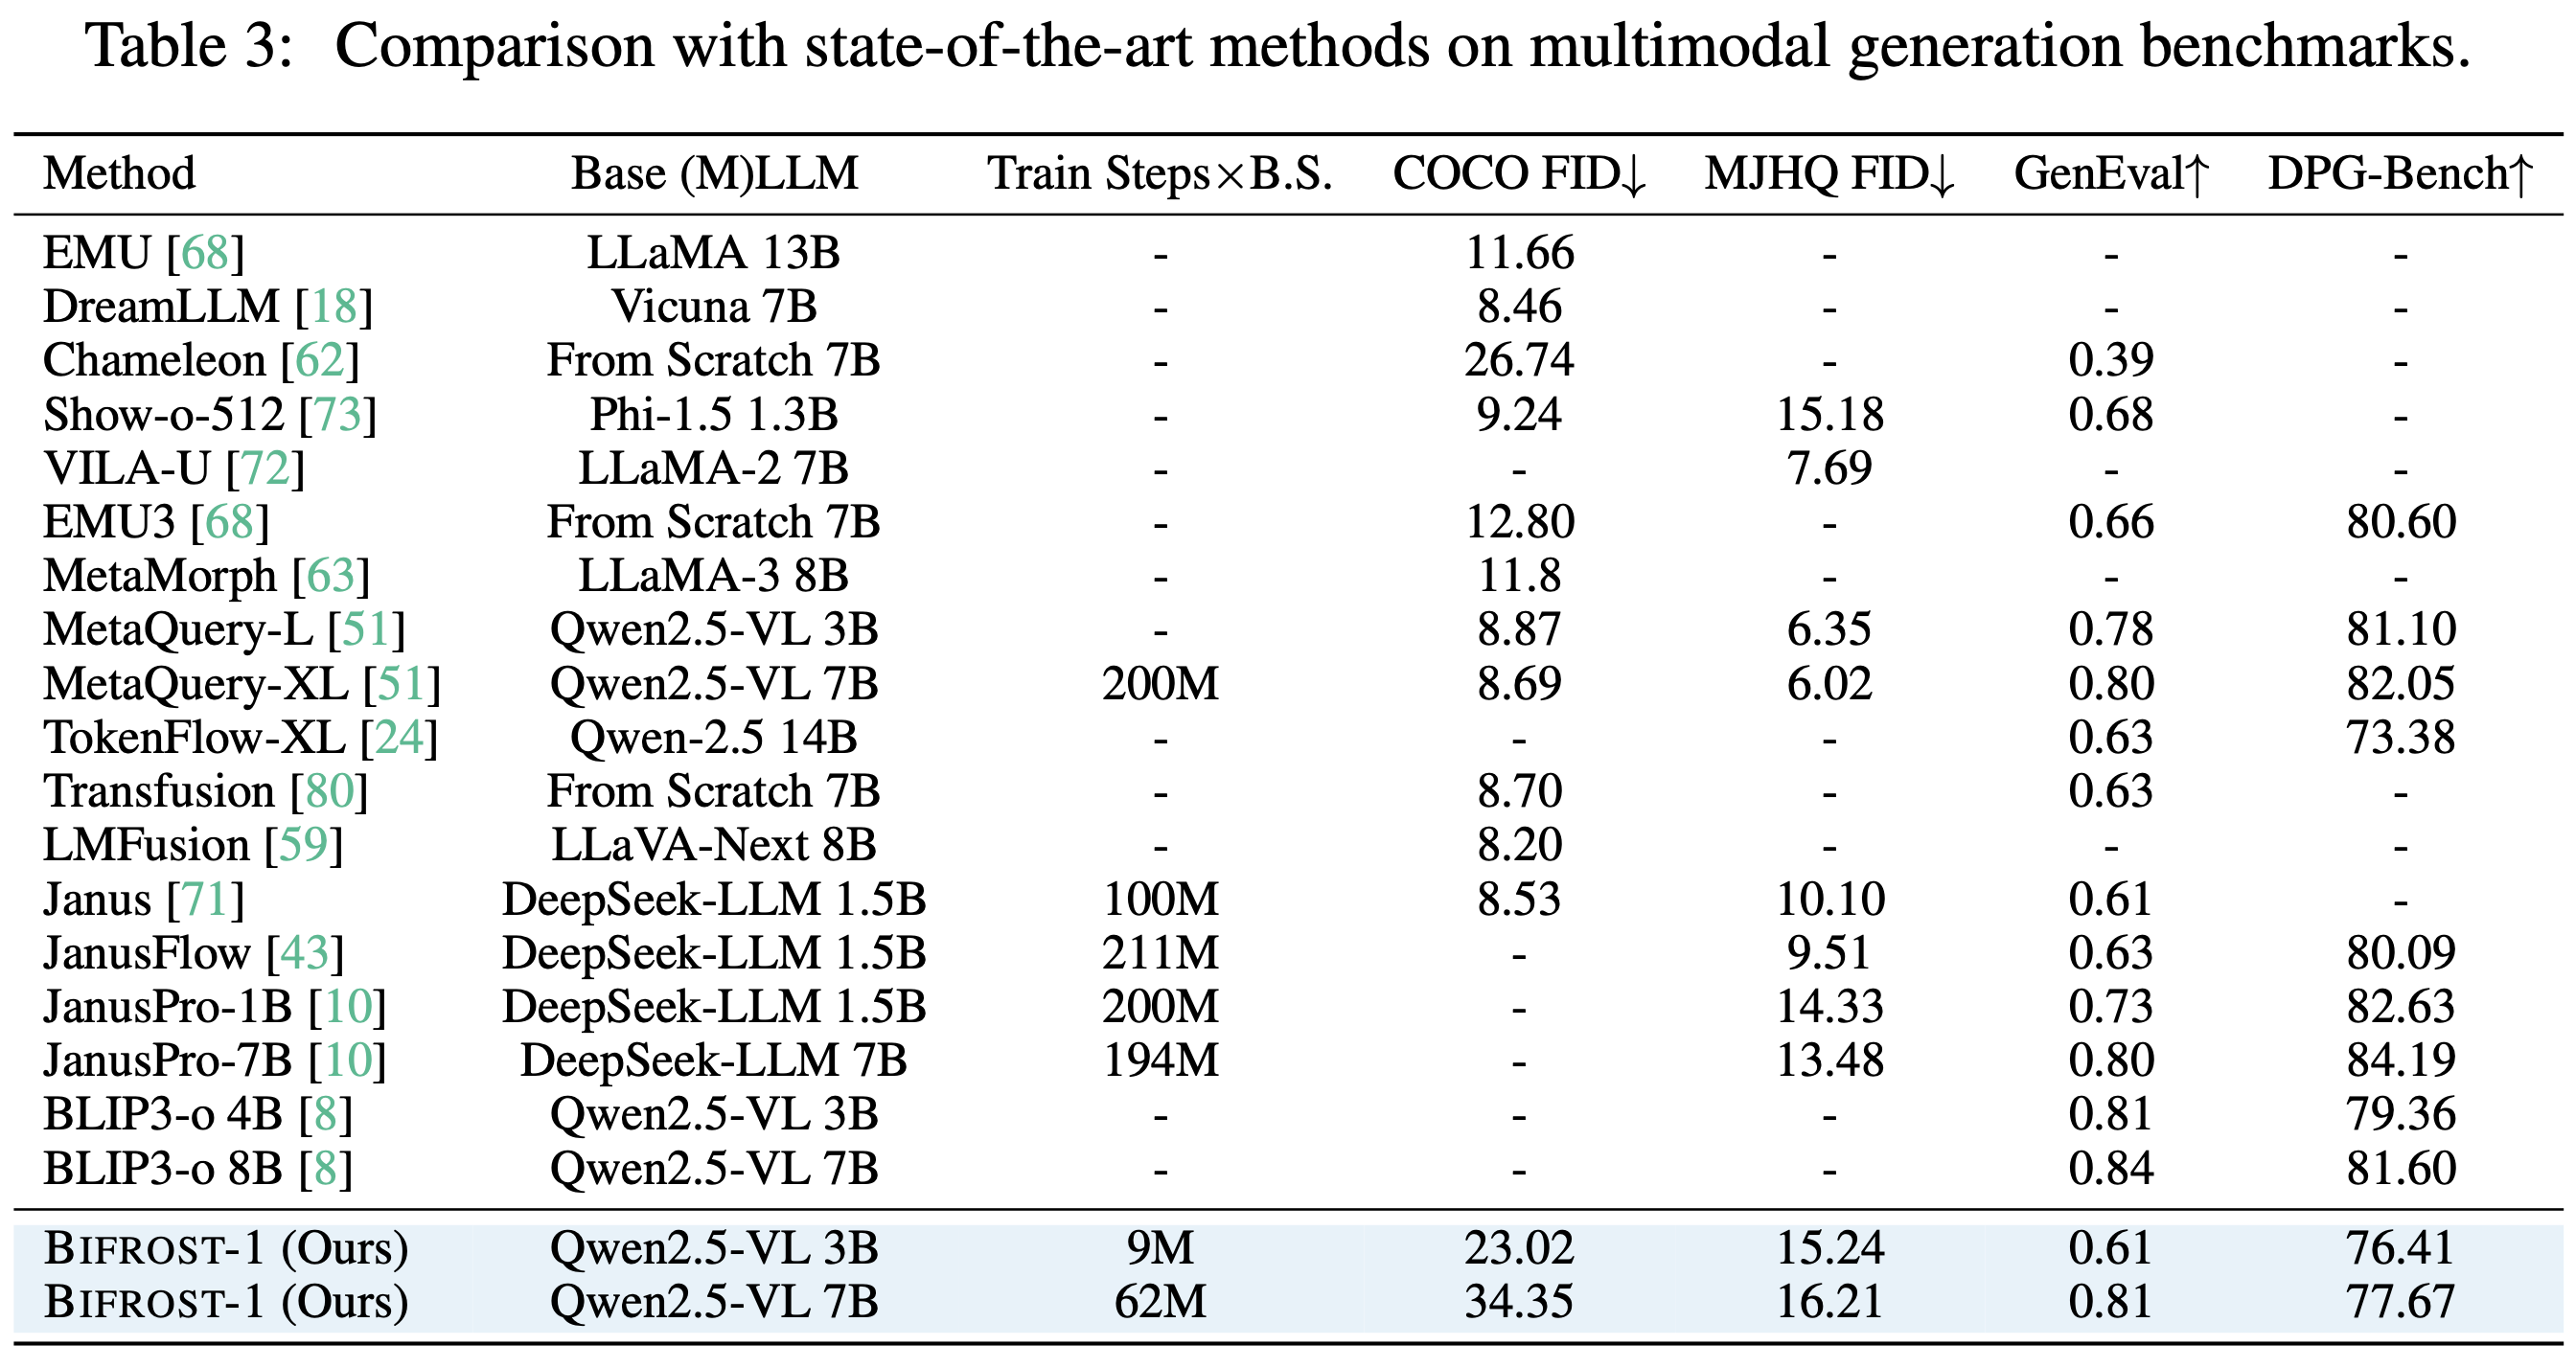 Table 3: Comparison with state-of-the-art methods on multimodal generation benchmarks.
Method Base (M)LLM Train Steps×B.S. COCO FID↓ MJHQ FID↓ GenEval↑ DPG-Bench↑
EMU [68] LLaMA 13B - 11.66 - - -
DreamLLM [18] Vicuna 7B - 8.46 - - -
Chameleon [62] From Scratch 7B - 26.74 - 0.39 -
Show-o-512 [73] Phi-1.5 1.3B - 9.24 15.18 0.68 -
VILA-U [72] LLaMA-2 7B - - 7.69 - -
EMU3 [68] From Scratch 7B - 12.80 - 0.66 80.60
MetaMorph [63] LLaMA-3 8B - 11.8 - - -
MetaQuery-L [51] Qwen2.5-VL 3B - 8.87 6.35 0.78 81.10
MetaQuery-XL [51] Qwen2.5-VL 7B 200M 8.69 6.02 0.80 82.05
TokenFlow-XL [24] Qwen-2.5 14B - - - 0.63 73.38
Transfusion [80] From Scratch 7B - 8.70 - 0.63 -
LMFusion [59] LLaVA-Next 8B - 8.20 - - -
Janus [71] DeepSeek-LLM 1.5B 100M 8.53 10.10 0.61 -
JanusFlow [43] DeepSeek-LLM 1.5B 211M - 9.51 0.63 80.09
JanusPro-1B [10] DeepSeek-LLM 1.5B 200M - 14.33 0.73 82.63
JanusPro-7B [10] DeepSeek-LLM 7B 194M - 13.48 0.80 84.19
BLIP3-o 4B [8] Qwen2.5-VL 3B - - - 0.81 79.36
BLIP3-o 8B [8] Qwen2.5-VL 7B - - - 0.84 81.60
BIFROST-1 (Ours) Qwen2.5-VL 3B 9M 23.02 15.24 0.61 76.41
BIFROST-1 (Ours) Qwen2.5-VL 7B 62M 34.35 16.21 0.81 77.67